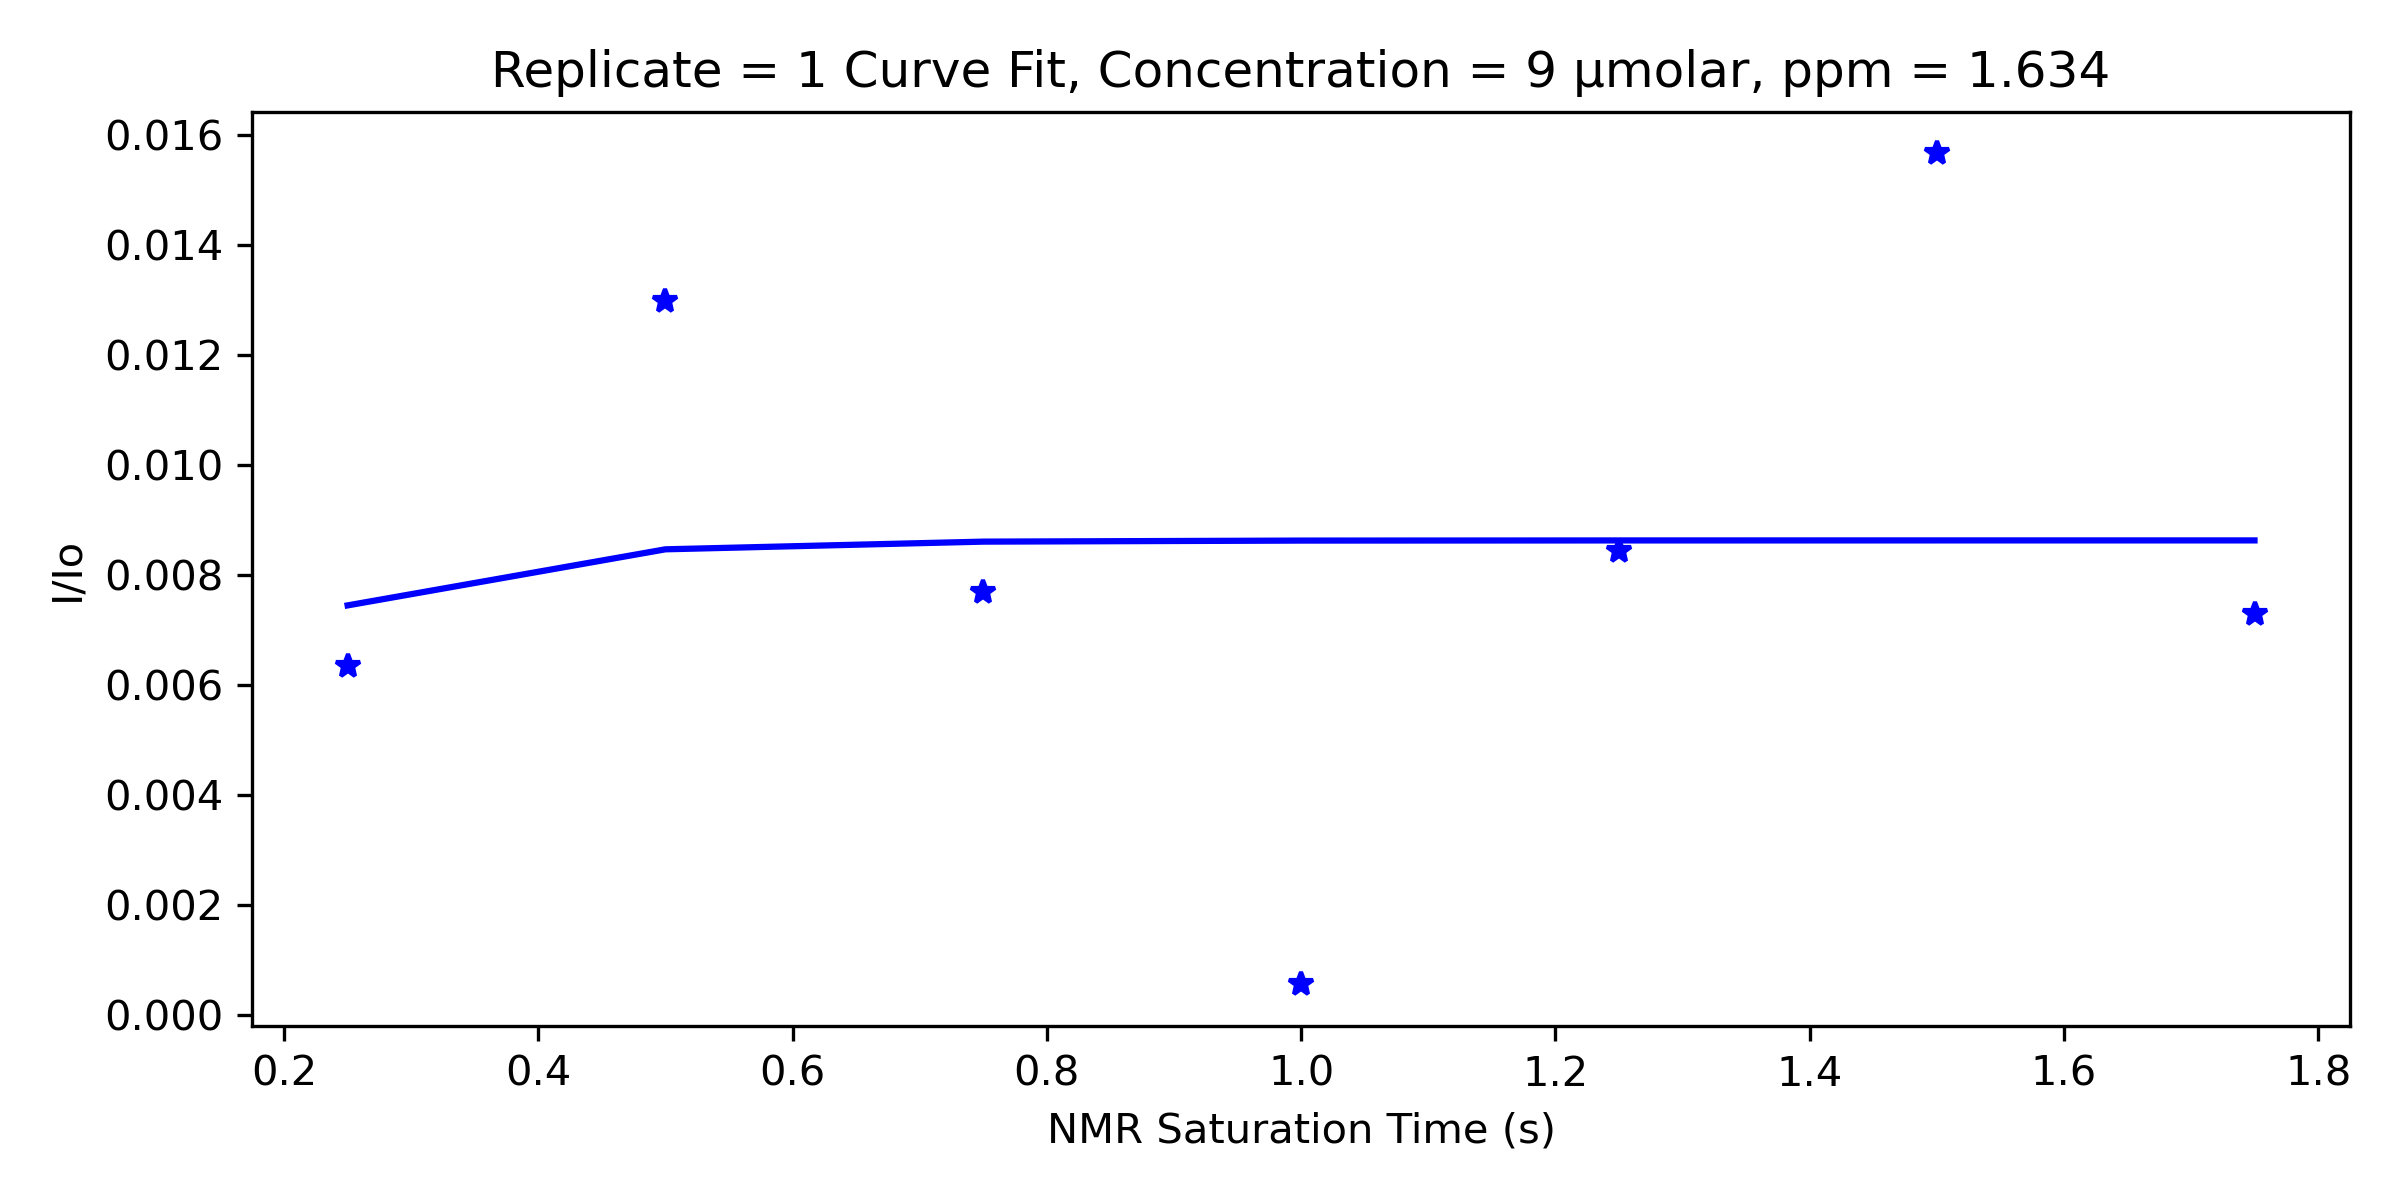 Replicate = 1 Curve Fit, Concentration = 9 μmolar, ppm = 1.634
0.016
0.014
0.012
0.010
0.008
0.006
0.004
0.002
0.000
I/Io
0.2 0.4 0.6 0.8 1.0 1.2 1.4 1.6 1.8
NMR Saturation Time (s)